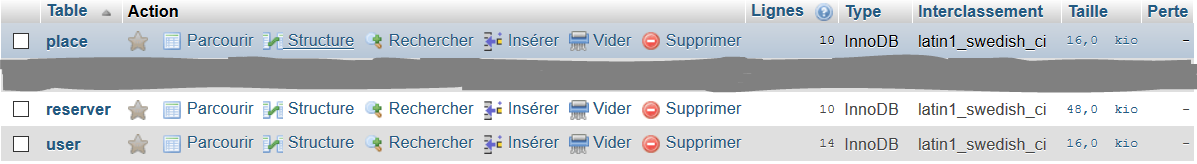 Table Action Lignes Type Interclassement Taille Perte
place Parcourir Structure Rechercher Insérer Vider Supprimer 10 InnoDB latin1_swedish_ci 16,0 kio -
reserver Parcourir Structure Rechercher Insérer Vider Supprimer 10 InnoDB latin1_swedish_ci 48,0 kio -
user Parcourir Structure Rechercher Insérer Vider Supprimer 14 InnoDB latin1_swedish_ci 16,0 kio -